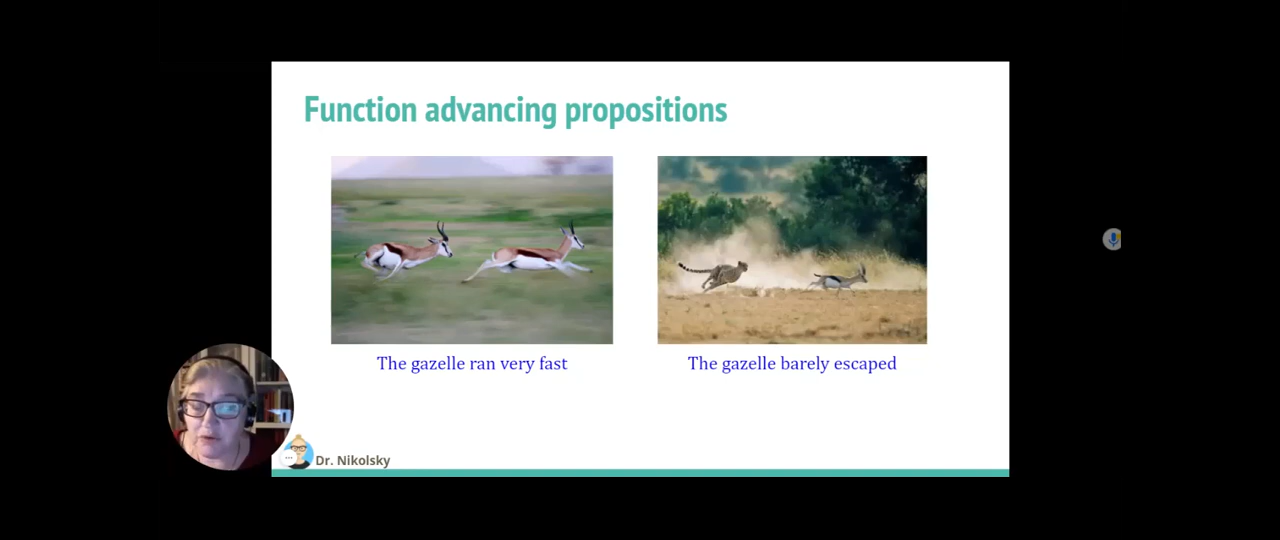 Function advancing propositions
The gazelle ran very fast
The gazelle barely escaped
Dr. Nikolsky